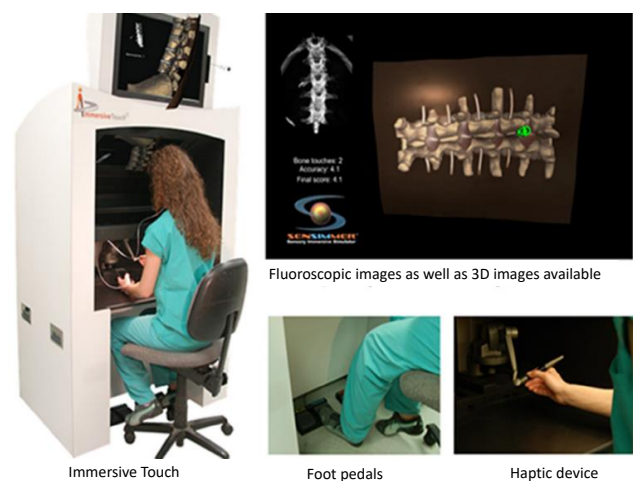 ImmersiveTouch
Bone touches: 2
Accuracy: 4.1
Final score: 4.1
SENSIMMER
Sensory Immersive Simulator
Fluoroscopic images as well as 3D images available
Immersive Touch
Foot pedals
Haptic device